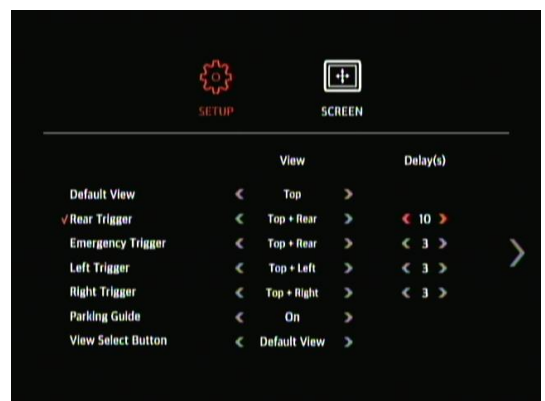 SETUP SCREEN
View Delay(s)
Default View < Top >
√ Rear Trigger < Top + Rear > < 10 >
Emergency Trigger < Top + Rear > < 3 >
Left Trigger < Top + Left > < 3 >
Right Trigger < Top + Right > < 3 >
Parking Guide < On >
View Select Button < Default View >